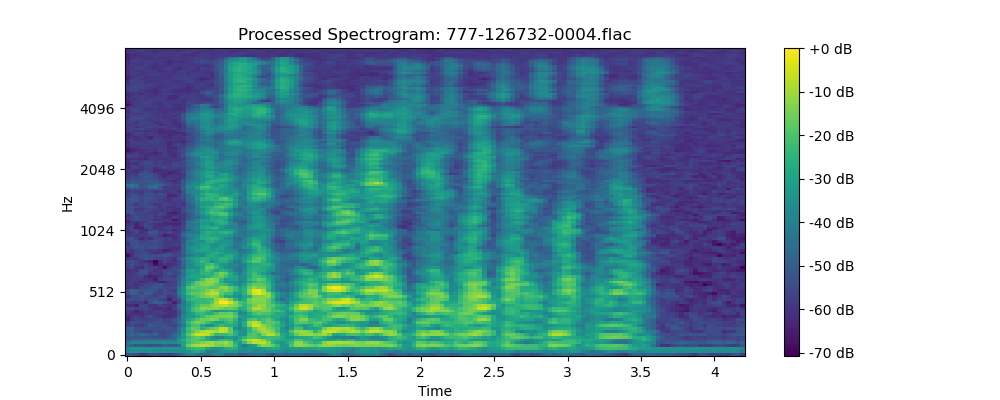 Processed Spectrogram: 777-126732-0004.flac
+0 dB
4096
-10 dB
-20 dB
2048
-30 dB
Hz
1024
-40 dB
-50 dB
512
-60 dB
0
-70 dB
0 0.5 1 1.5 2 2.5 3 3.5 4
Time